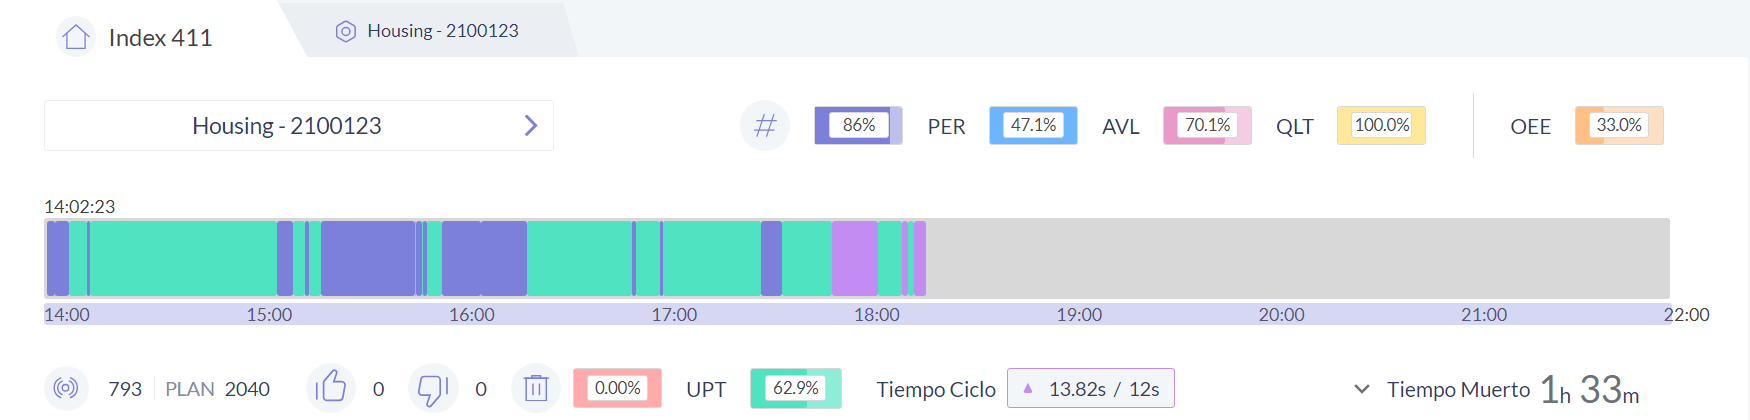 Index 411
Housing - 2100123
Housing - 2100123
# 86% PER 47.1% AVL 70.1% QLT 100.0% OEE 33.0%
14:02:23
14:00 15:00 16:00 17:00 18:00 19:00 20:00 21:00 22:00
793 PLAN 2040 0 0 0.00% UPT 62.9% Tiempo Ciclo 13.82s / 12s Tiempo Muerto 1h 33m